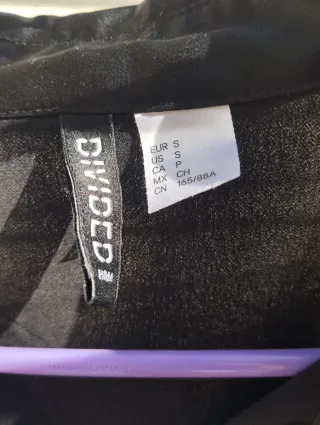 DIVIDED
H&M
EUR S
US S
CA P
MX CH
CN 165/88A